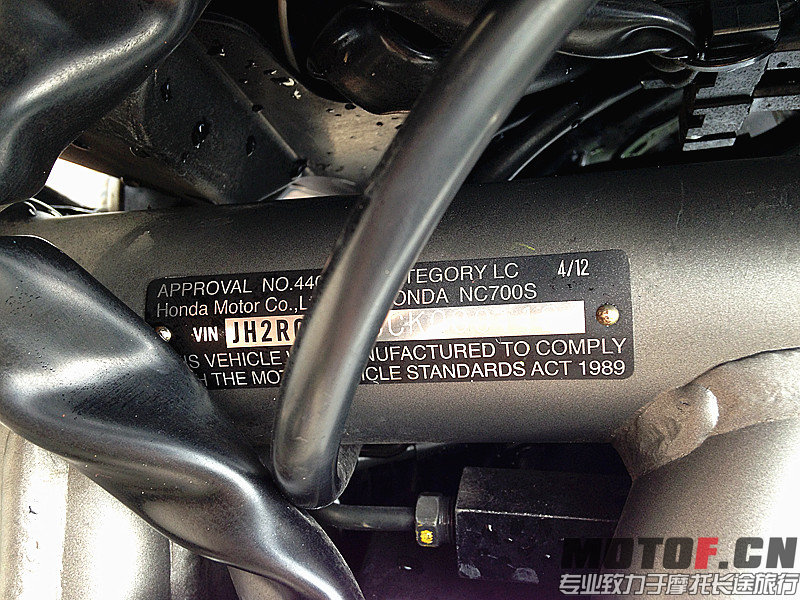 APPROVAL NO.44 TEGORY LC 4/12
Honda Motor Co.,L ONDA NC700S
VIN JH2R CK
S VEHICLE NUFACTURED TO COMPLY
H THE MO CLE STANDARDS ACT 1989
MOTOF.CN
专业致力于摩托长途旅行